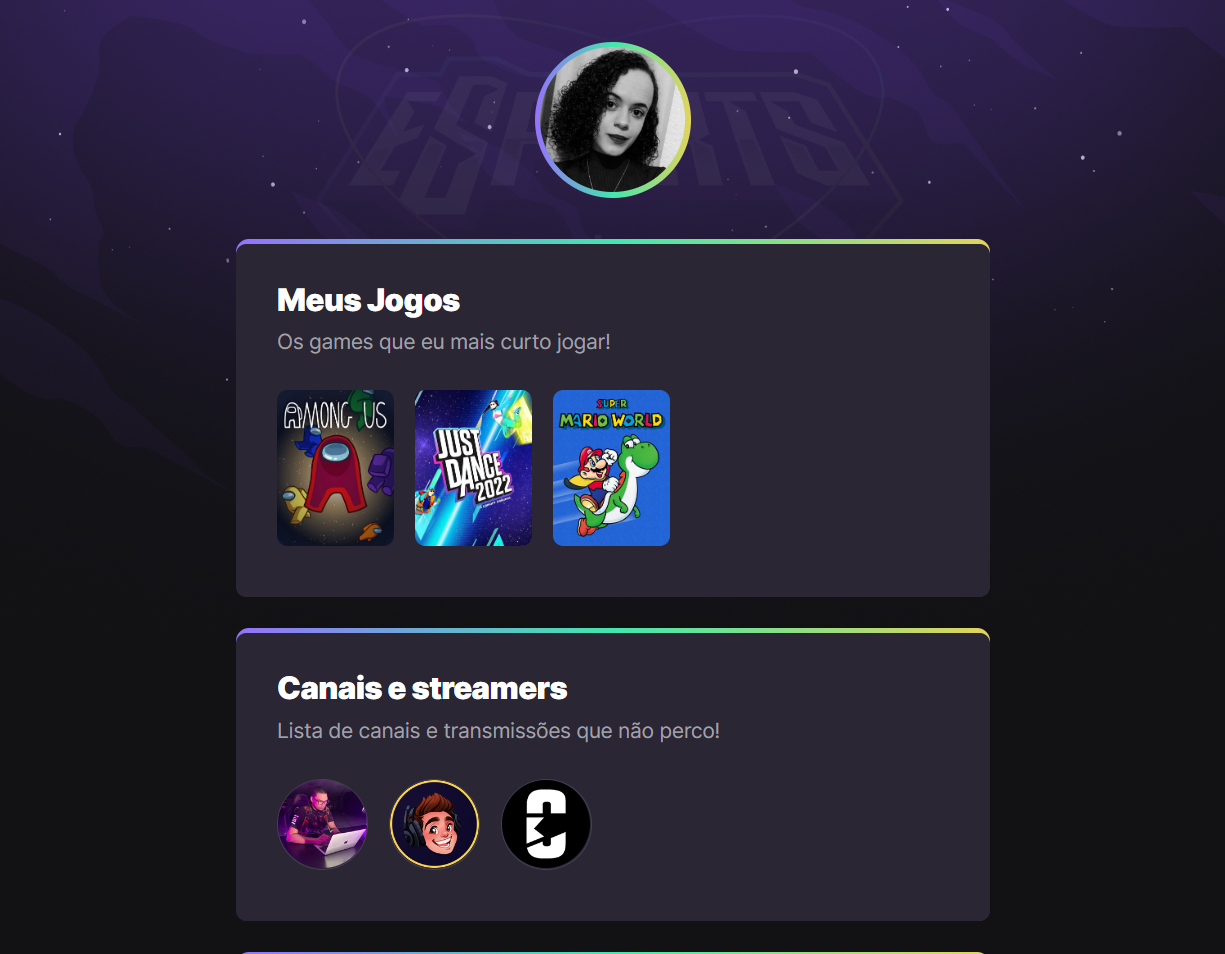 ESPORTS
Meus Jogos
Os games que eu mais curto jogar!
AMONG US
JUST
DANCE
2022
SUPER
MARIO WORLD
Canais e streamers
Lista de canais e transmissões que não perco!